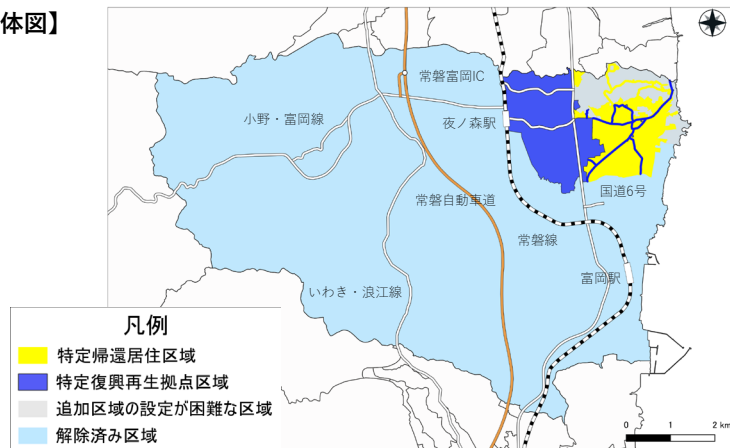 体図】
常磐富岡IC
小野・富岡線
夜ノ森駅
国道6号
常磐自動車道
常磐線
富岡駅
いわき・浪江線
凡例
特定帰還居住区域
特定復興再生拠点区域
追加区域の設定が困難な区域
解除済み区域
0 1 2 km